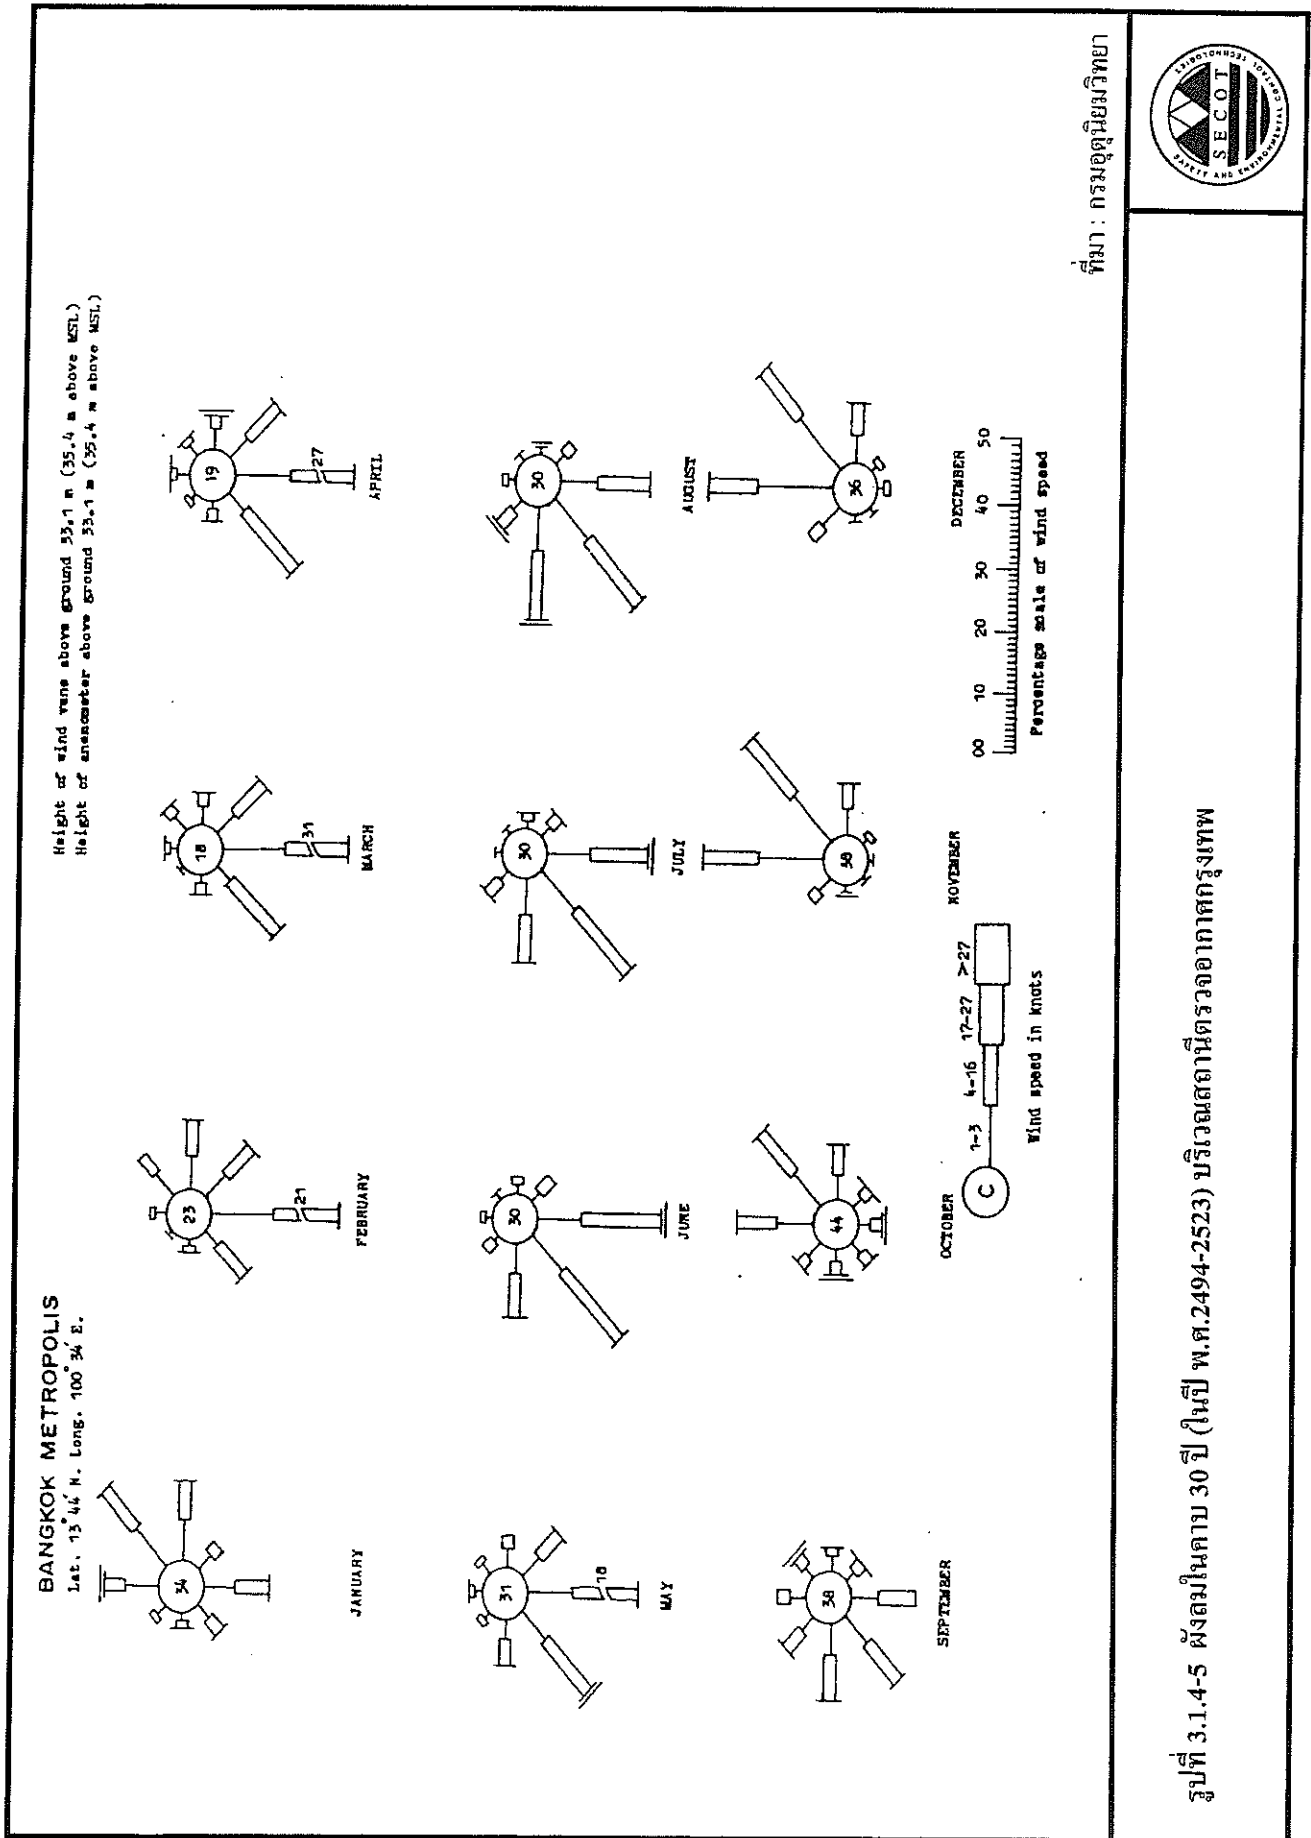 BANGKOK METROPOLIS
Lat. 13° 44' N. Long. 100° 34' E.
Height of wind vane above ground 33.1 m (35.4 m above MSL)
Height of anemometer above ground 33.1 m (35.4 m above MSL)
34
JANUARY
23
21
FEBRUARY
18
31
MARCH
19
27
APRIL
31
18
MAY
30
JUNE
30
JULY
30
AUGUST
38
SEPTEMBER
44
OCTOBER
38
NOVEMBER
36
DECEMBER
C
1-3
4-16
17-27
>27
Wind speed in knots
00 10 20 30 40 50
Percentage scale of wind speed
ที่มา : กรมอุตุนิยมวิทยา
รูปที่ 3.1.4-5 ผังลมในคาบ 30 ปี (ในปี พ.ศ.2494-2523) บริเวณสถานีตรวจอากาศกรุงเทพ
SECOT
SAFETY AND ENVIRONMENTAL CONTROL TECHNOLOGIES